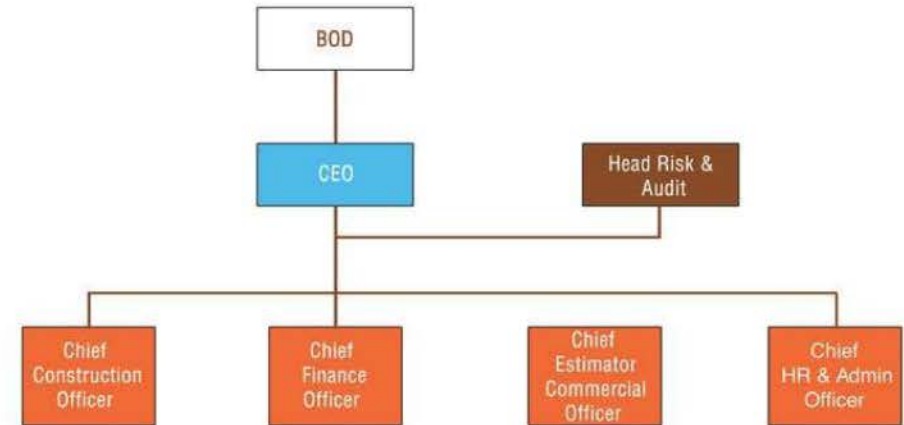 BOD
CEO
Head Risk &
Audit
Chief
Construction
Officer
Chief
Finance
Officer
Chief
Estimator
Commercial
Officer
Chief
HR & Admin
Officer